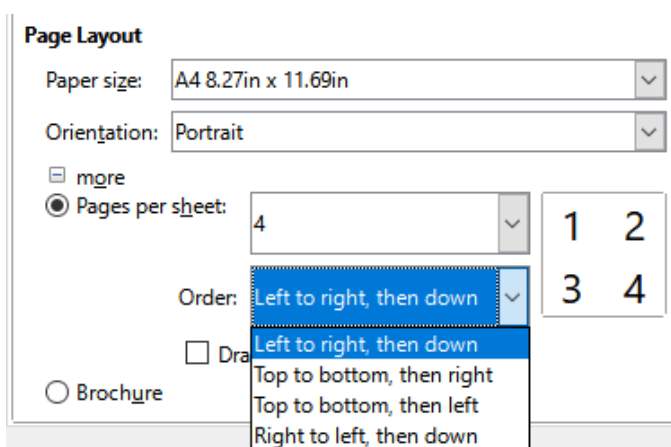 Page Layout
Paper size: A4 8.27in x 11.69in
Orientation: Portrait
more
Pages per sheet: 4
1 2
3 4
Order: Left to right, then down
Left to right, then down
Top to bottom, then right
Top to bottom, then left
Right to left, then down
Brochure